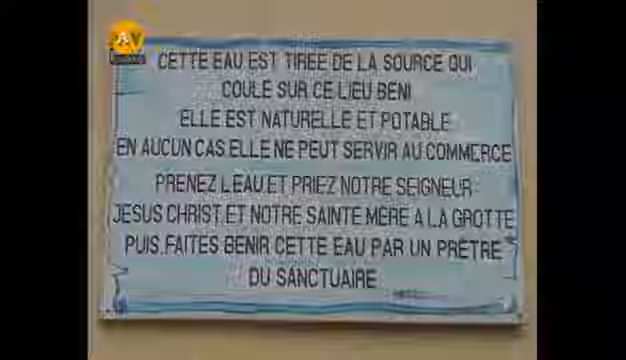 AV
CETTE EAU EST TIREE DE LA SOURCE QUI
COULE SUR CE LIEU BENI
ELLE EST NATURELLE ET POTABLE
EN AUCUN CAS.ELLE NE PEUT SERVIR AU COMMERCE
PRENEZ L'EAU.ET PRIEZ NOTRE SEIGNEUR:
JESUS CHRIST.ET NOTRE SAINTE MERE A LA GROTTE
PUIS.FAITES BENIR CETTE EAU PAR UN PRÊTRE
DU SANCTUAIRE